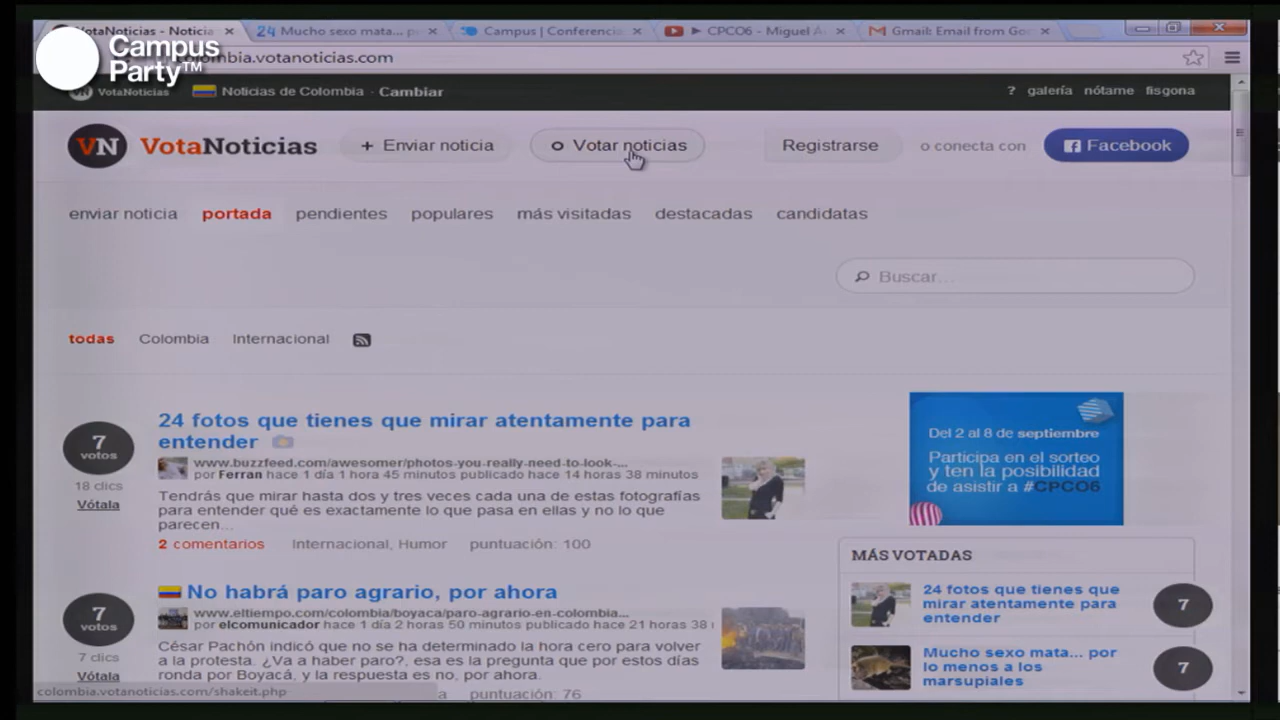 VotaNoticias - Noticia
24 Mucho sexo mata...
Campus | Conferenci
CPCO6 - Miguel A
Gmail: Email from Go
Campus
Party™
ombia.votanoticias.com
VN VotaNoticias
Noticias de Colombia · Cambiar
? galería nótame fisgona
VN VotaNoticias
+ Enviar noticia
Votar noticias
Registrarse
o conecta con
Facebook
enviar noticia portada pendientes populares más visitadas destacadas candidatas
Buscar...
todas Colombia Internacional
7
votos
18 clics
Vótala
24 fotos que tienes que mirar atentamente para
entender
www.buzzfeed.com/awesomer/photos-you-really-need-to-look-...
por Ferran hace 1 día 1 hora 45 minutos publicado hace 14 horas 38 minutos
Tendrás que mirar hasta dos y tres veces cada una de estas fotografías
para entender qué es exactamente lo que pasa en ellas y no lo que
parecen...
2 comentarios Internacional, Humor puntuación: 100
7
votos
7 clics
Vótala
No habrá paro agrario, por ahora
www.eltiempo.com/colombia/boyaca/paro-agrario-en-colombia...
por elcomunicador hace 1 día 2 horas 50 minutos publicado hace 21 horas 38
César Pachón indicó que no se ha determinado la hora cero para volver
a la protesta. ¿Va a haber paro?, esa es la pregunta que por estos días
ronda por Boyacá, y la respuesta es no, por ahora.
puntuación: 76
Del 2 al 8 de septiembre
Participa en el sorteo
y ten la posibilidad
de asistir a #CPCO6
MÁS VOTADAS
24 fotos que tienes que
mirar atentamente para
entender
7
Mucho sexo mata... por
lo menos a los
marsupiales
7
colombia.votanoticias.com/shakeit.php